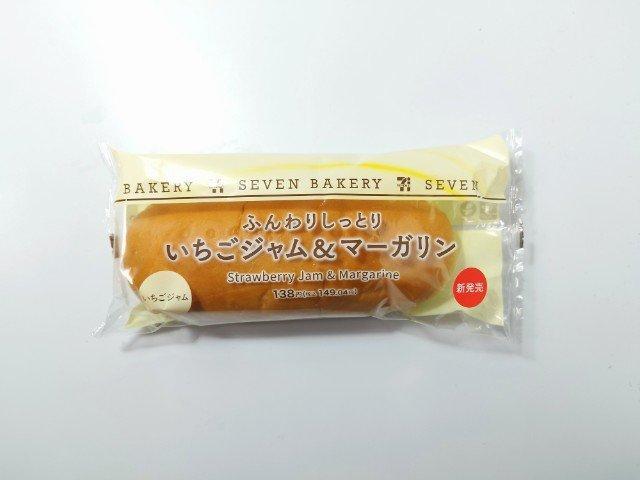 BAKERY SEVEN BAKERY SEVEN
ふんわりしっとり
いちごジャム&マーガリン
Strawberry Jam & Margarine
138円(税込149.04円)
いちごジャム
新発売